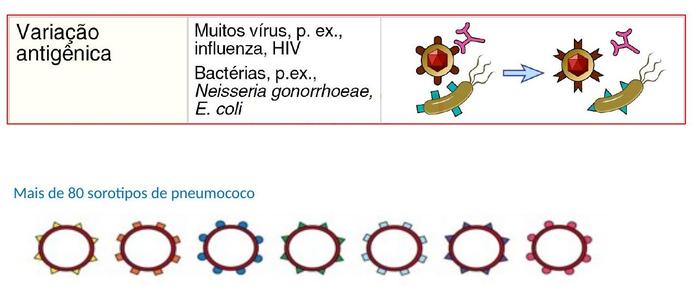 Variação
antigênica
Muitos vírus, p. ex.,
influenza, HIV
Bactérias, p.ex.,
Neisseria gonorrhoeae,
E. coli
Mais de 80 sorotipos de pneumococo